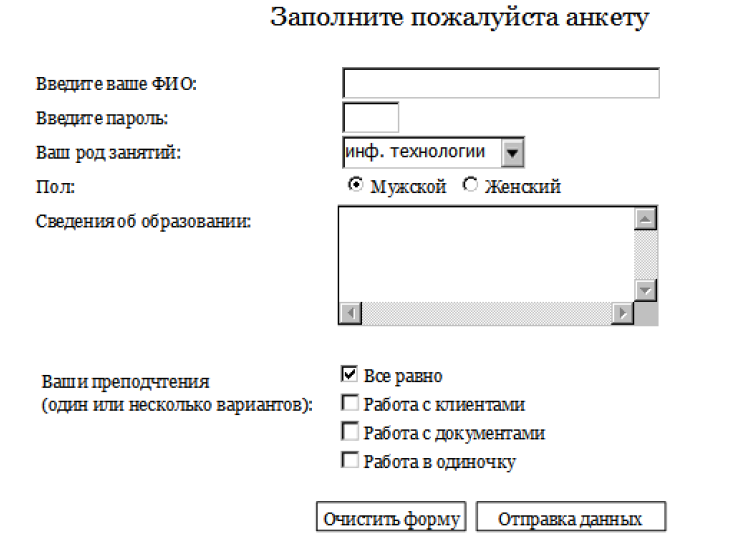 Заполните пожалуйста анкету
Введите ваше ФИО:
Введите пароль:
Ваш род занятий: инф. технологии
Пол: Мужской Женский
Сведения об образовании:
Все равно
Ваши преподчтения
(один или несколько вариантов): Работа с клиентами
Работа с документами
Работа в одиночку
Очистить форму Отправка данных